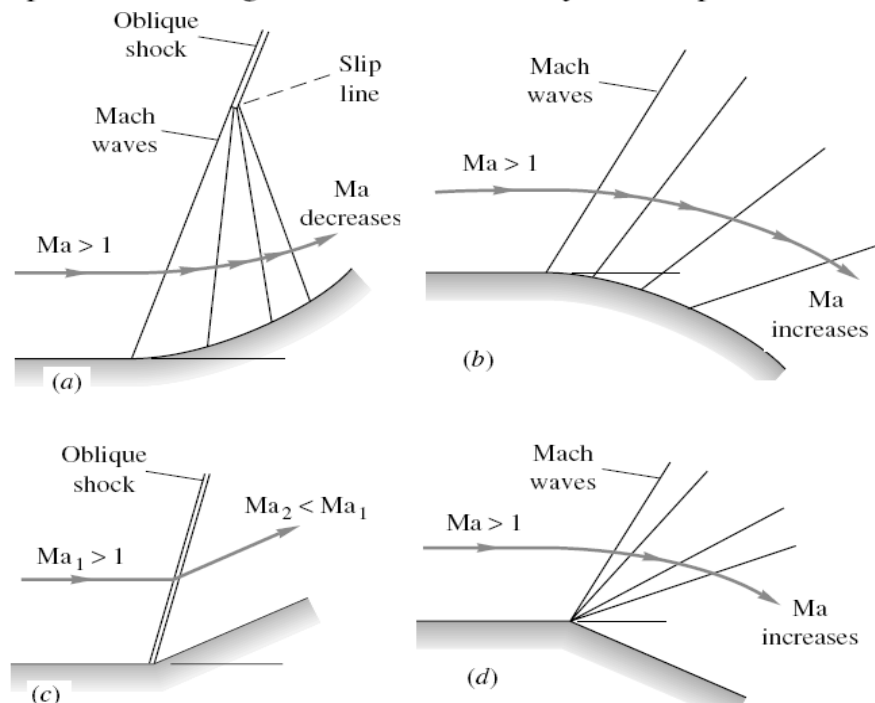 Oblique
shock
Slip
line
Mach
waves
Ma
decreases
Ma > 1
(a)
Mach
waves
Ma > 1
Ma
increases
(b)
Oblique
shock
Ma₂ < Ma₁
Ma₁ > 1
(c)
Mach
waves
Ma > 1
Ma
increases
(d)